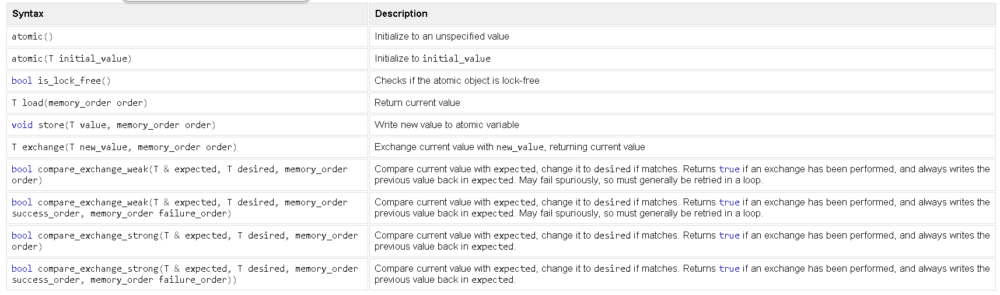 Syntax Description
atomic() Initialize to an unspecified value
atomic(T initial_value) Initialize to initial_value
bool is_lock_free() Checks if the atomic object is lock-free
T load(memory_order order) Return current value
void store(T value, memory_order order) Write new value to atomic variable
T exchange(T new_value, memory_order order) Exchange current value with new_value, returning current value
bool compare_exchange_weak(T & expected, T desired, memory_order
order)
Compare current value with expected, change it to desired if matches. Returns true if an exchange has been performed, and always writes the
previous value back in expected. May fail spuriously, so must generally be retried in a loop.
bool compare_exchange_weak(T & expected, T desired, memory_order
success_order, memory_order failure_order)
Compare current value with expected, change it to desired if matches. Returns true if an exchange has been performed, and always writes the
previous value back in expected. May fail spuriously, so must generally be retried in a loop.
bool compare_exchange_strong(T & expected, T desired, memory_order
order)
Compare current value with expected, change it to desired if matches. Returns true if an exchange has been performed, and always writes the
previous value back in expected.
bool compare_exchange_strong(T & expected, T desired, memory_order
success_order, memory_order failure_order))
Compare current value with expected, change it to desired if matches. Returns true if an exchange has been performed, and always writes the
previous value back in expected.